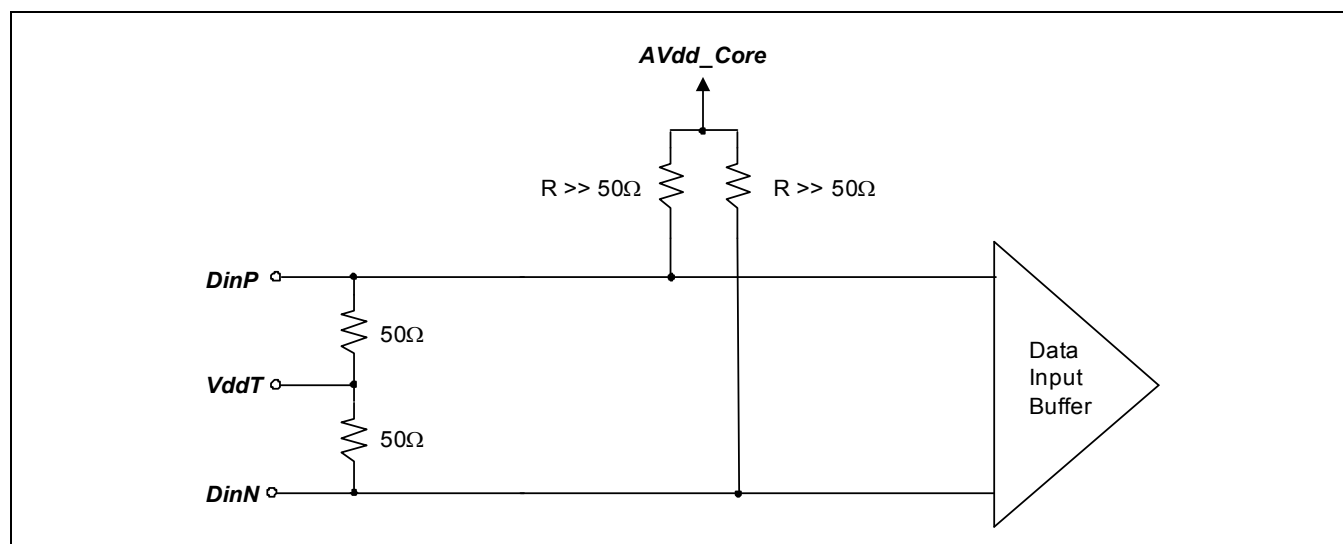 AVdd_Core
R >> 50Ω
R >> 50Ω
DinP
50Ω
VddT
50Ω
DinN
Data
Input
Buffer